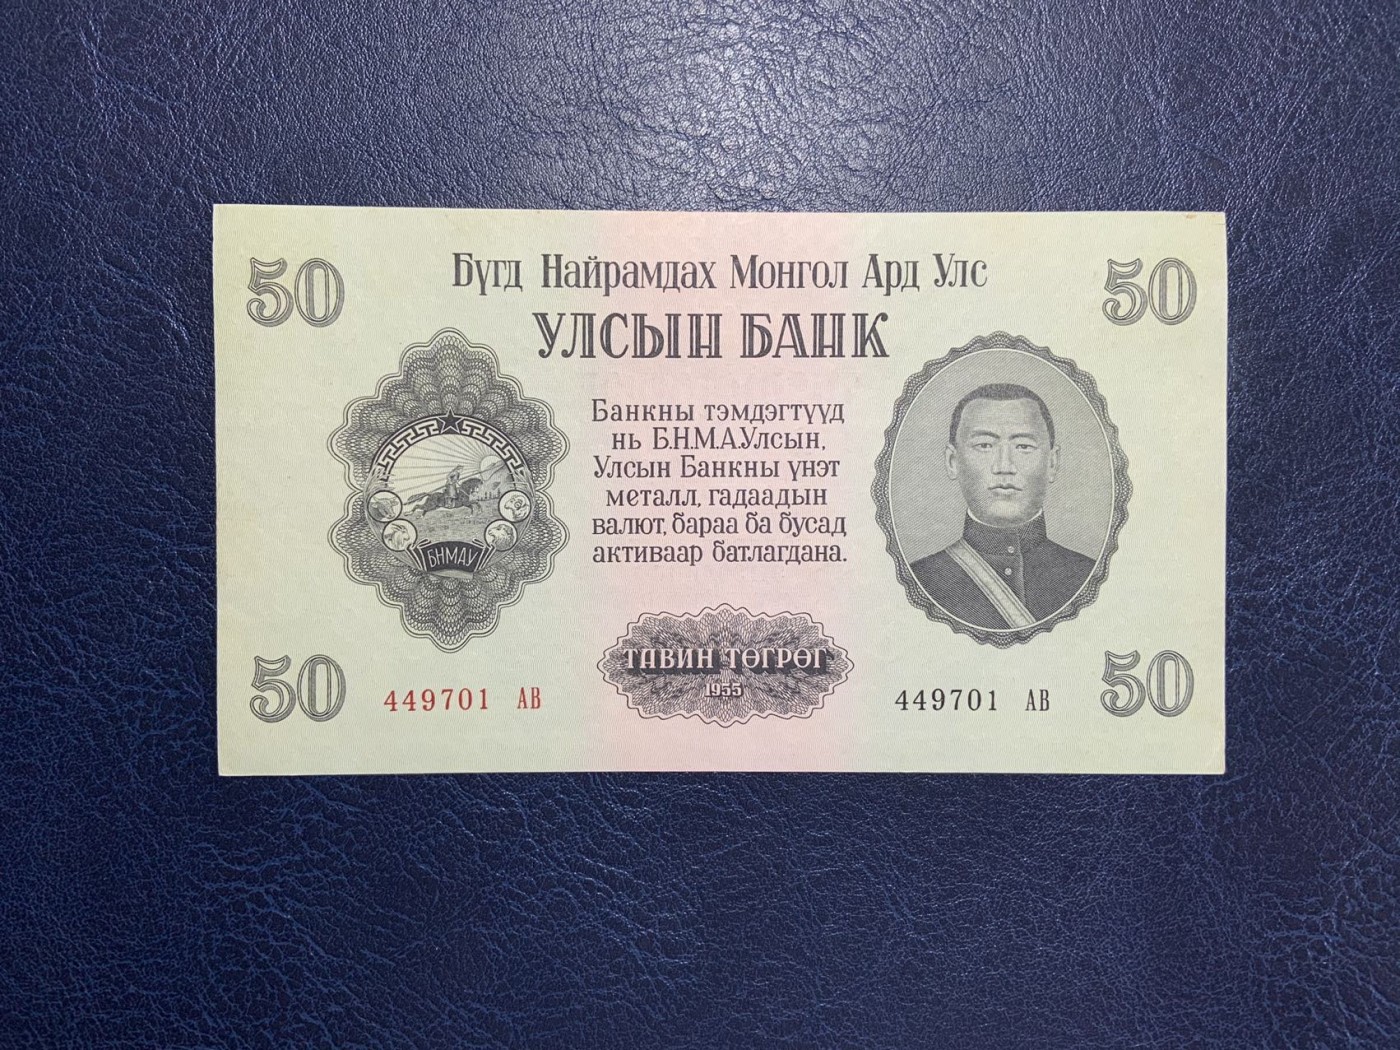 50
Бүгд Найрамдах Монгол Ард Улс
50
УЛСЫН БАНК
Банкны тэмдэгтүүд
нь Б.Н.М.А.Улсын,
Улсын Банкны үнэт
металл, гадаадын
валют, бараа ба бусад
активаар батлагдана.
БНМАУ
ТАВИН ТӨГРӨГ
1955
50
449701 АВ
449701 АВ
50